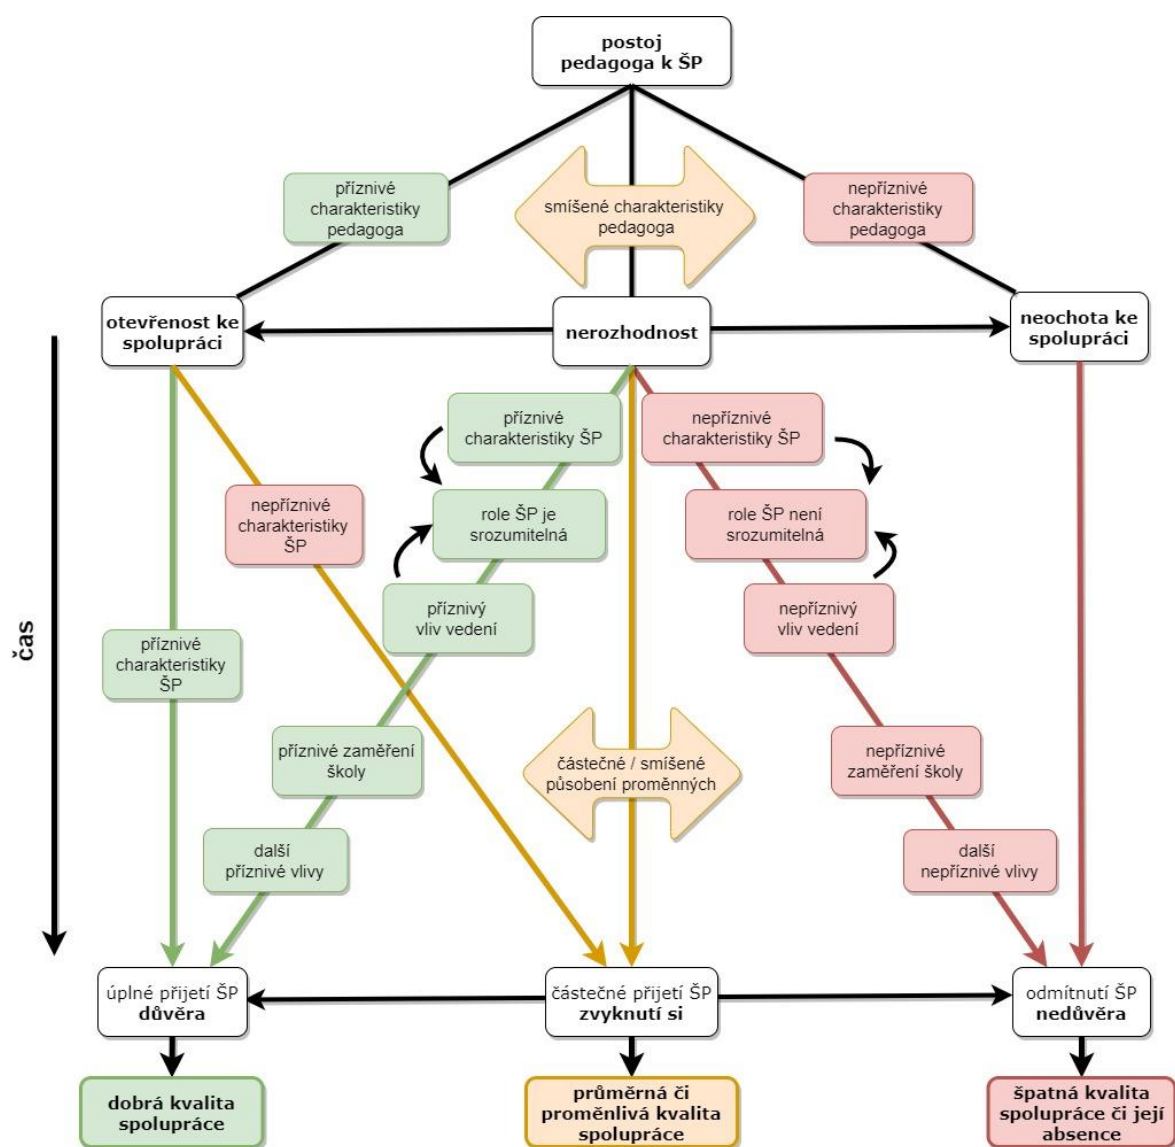 postoj
pedagoga k ŠP
příznivé
charakteristiky
pedagoga
smíšené charakteristiky
pedagoga
nepříznivé
charakteristiky
pedagoga
otevřenost ke
spolupráci
nerozhodnost
neochota ke
spolupráci
příznivé
charakteristiky ŠP
nepříznivé
charakteristiky ŠP
nepříznivé
charakteristiky
ŠP
role ŠP je
srozumitelná
role ŠP není
srozumitelná
příznivý
vliv vedení
nepříznivý
vliv vedení
čas
příznivé
charakteristiky
ŠP
příznivé zaměření
školy
částečné / smíšené
působení proměnných
nepříznivé
zaměření školy
další
příznivé vlivy
další
nepříznivé vlivy
úplné přijetí ŠP
důvěra
částečné přijetí ŠP
zvyknutí si
odmítnutí ŠP
nedůvěra
dobrá kvalita
spolupráce
průměrná či
proměnlivá kvalita
spolupráce
špatná kvalita
spolupráce či její
absence